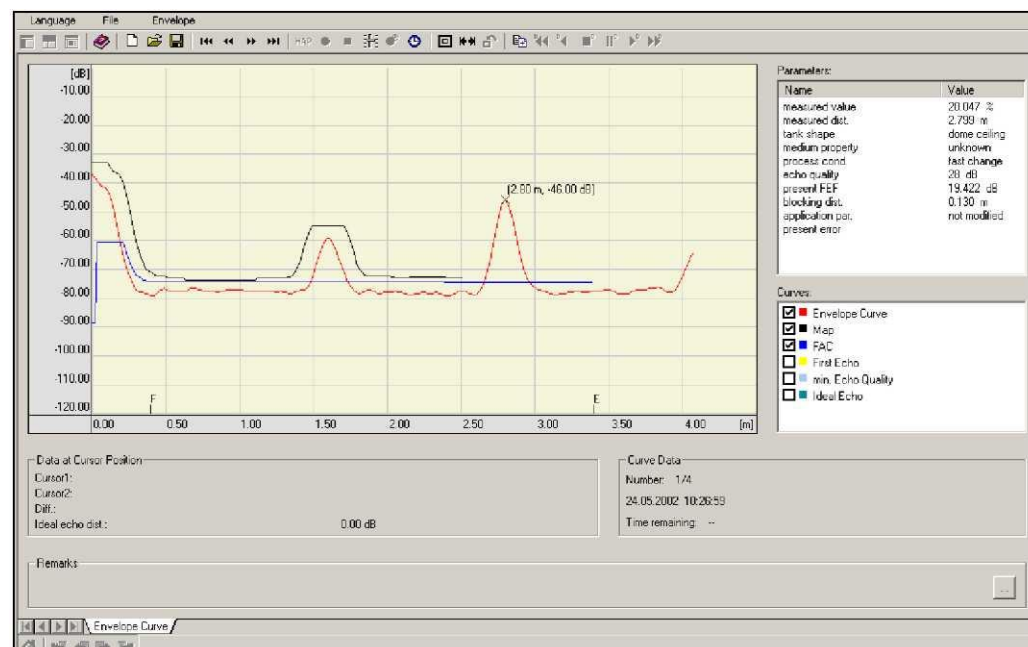 Language File Envelope
MAP
[dB]
-10.00
-20.00
-30.00
-40.00
-50.00
-60.00
-70.00
-80.00
-90.00
-100.00
-110.00
-120.00
[2.80 m, -46.00 dB]
F E
0.00 0.50 1.00 1.50 2.00 2.50 3.00 3.50 4.00 [m]
Parameters:
Name Value
measured value 20.047 %
measured dist. 2.799 m
tank shape dome ceiling
medium property unknown
process cond. fast change
echo quality 28 dB
present FEF 19.422 dB
blocking dist. 0.130 m
application par. not modified
present error
Curves:
Envelope Curve
Map
FAC
First Echo
min. Echo Quality
Ideal Echo
Data at Cursor Position
Cursor1:
Cursor2:
Diff.:
Ideal echo dist.: 0.00 dB
Curve Data
Number: 1/4
24.05.2002 10:26:59
Time remaining: --
Remarks
...
Envelope Curve